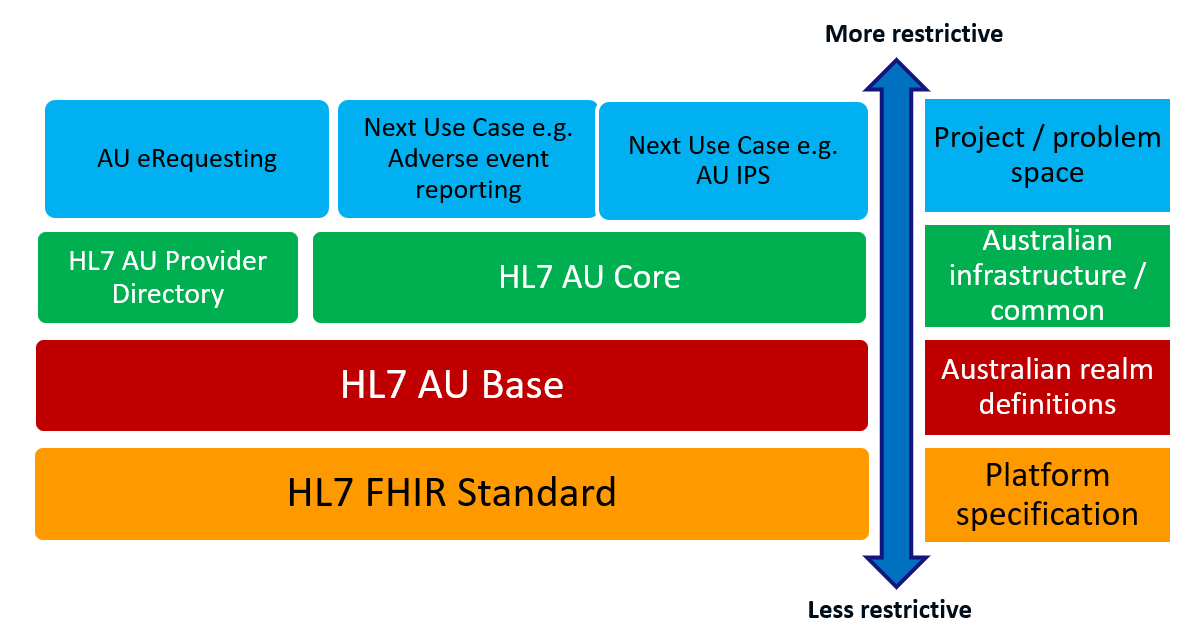 More restrictive
AU eRequesting
Next Use Case e.g.
Adverse event
reporting
Next Use Case e.g.
AU IPS
Project / problem
space
HL7 AU Provider
Directory
HL7 AU Core
Australian
infrastructure /
common
HL7 AU Base
Australian realm
definitions
HL7 FHIR Standard
Platform
specification
Less restrictive